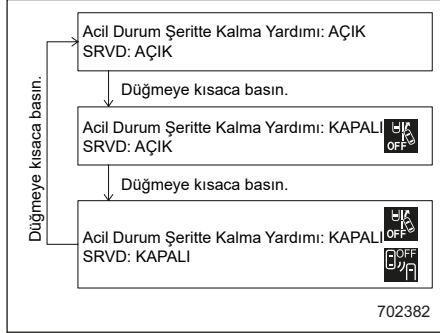 Acil Durum Şeritte Kalma Yardımı: AÇIK
SRVD: AÇIK
Düğmeye kısaca basın.
Acil Durum Şeritte Kalma Yardımı: KAPALI
SRVD: AÇIK
OFF
Düğmeye kısaca basın.
Acil Durum Şeritte Kalma Yardımı: KAPALI
SRVD: KAPALI
OFF
OFF
Düğmeye kısaca basın.
702382